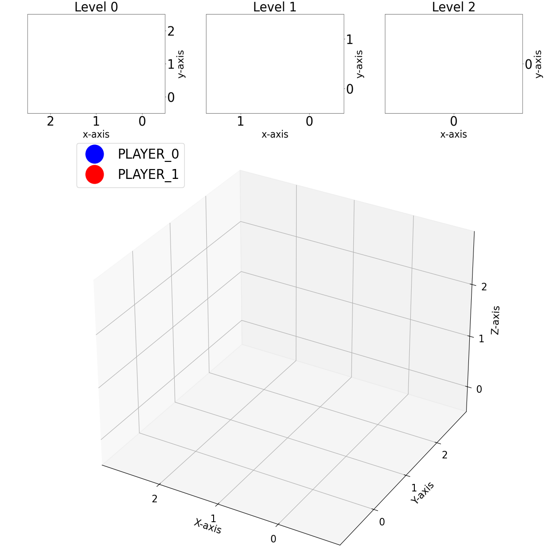 Level 0
Level 1
Level 2
2
1
0
y-axis
2 1 0
x-axis
1
0
y-axis
1 0
x-axis
0
y-axis
0
x-axis
PLAYER_0
PLAYER_1
2
1
0
Z-axis
2
1
0
Y-axis
2
1
0
X-axis